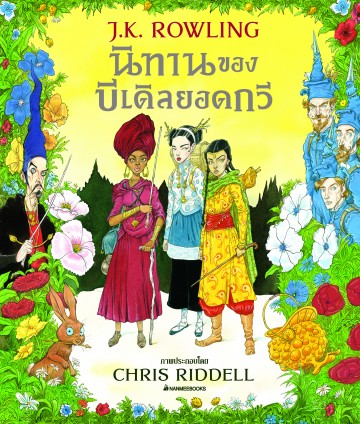 J.K. ROWLING
นิทานของ
บีเดิลยอดกวี
ภาพประกอบโดย
CHRIS RIDDELL
NANMEEBOOKS